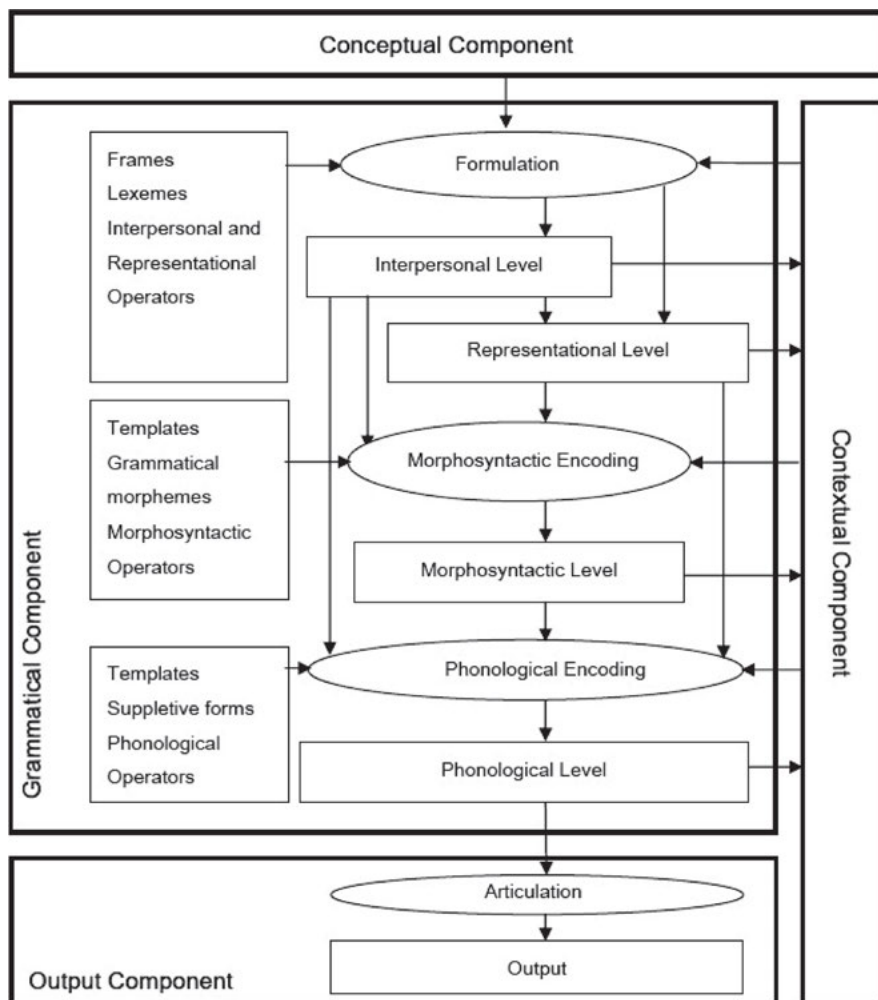 Conceptual Component
Frames
Lexemes
Interpersonal and
Representational
Operators
Formulation
Interpersonal Level
Representational Level
Templates
Grammatical
morphemes
Morphosyntactic
Operators
Morphosyntactic Encoding
Morphosyntactic Level
Templates
Suppletive forms
Phonological
Operators
Phonological Encoding
Phonological Level
Grammatical Component
Contextual Component
Articulation
Output
Output Component